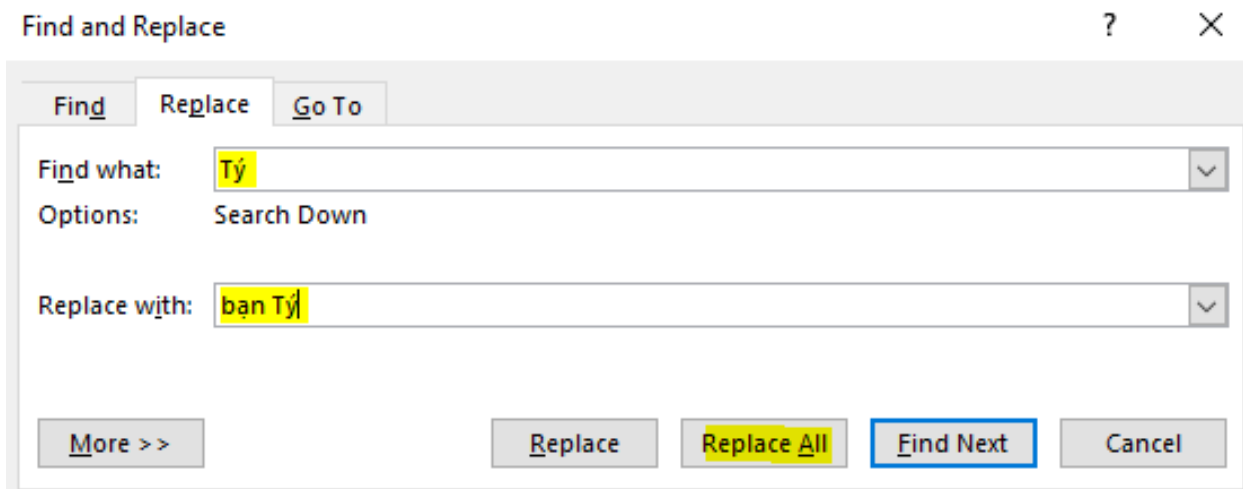 Find and Replace ? ×
Find Replace Go To
Find what: Tý
Options: Search Down
Replace with: bạn Tý
More >> Replace Replace All Find Next Cancel